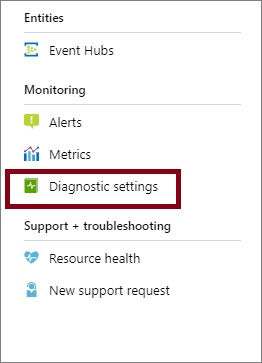 Entities
Event Hubs
Monitoring
Alerts
Metrics
Diagnostic settings
Support + troubleshooting
Resource health
New support request